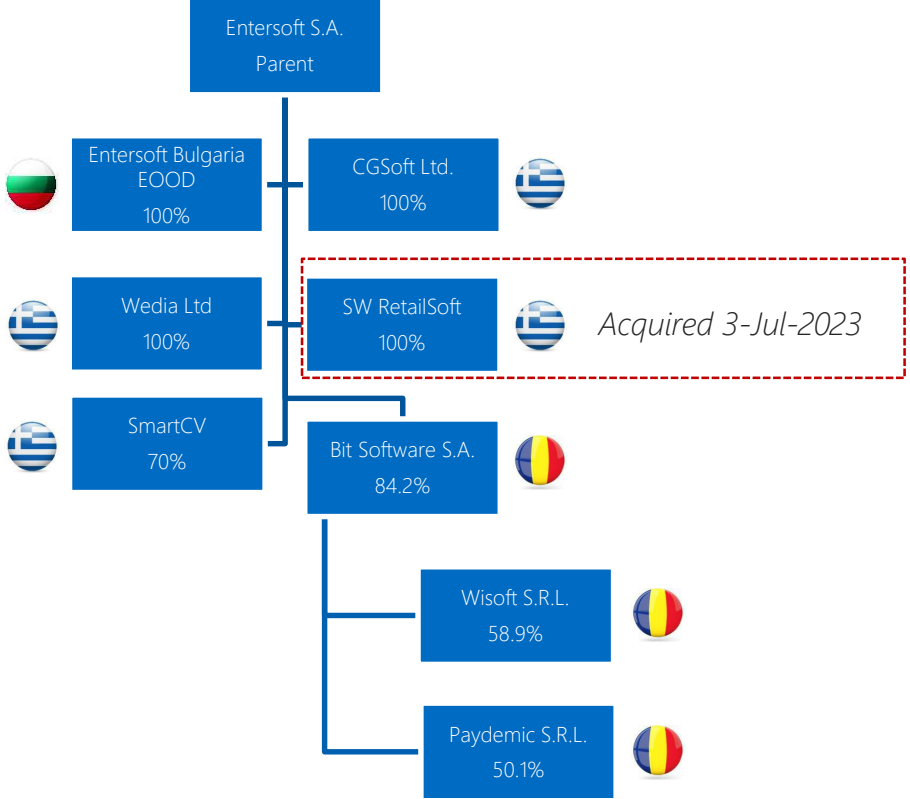 Entersoft S.A.
Parent
Entersoft Bulgaria
EOOD
100%
CGSoft Ltd.
100%
Wedia Ltd
100%
SW RetailSoft
100%
Acquired 3-Jul-2023
SmartCV
70%
Bit Software S.A.
84.2%
Wisoft S.R.L.
58.9%
Paydemic S.R.L.
50.1%